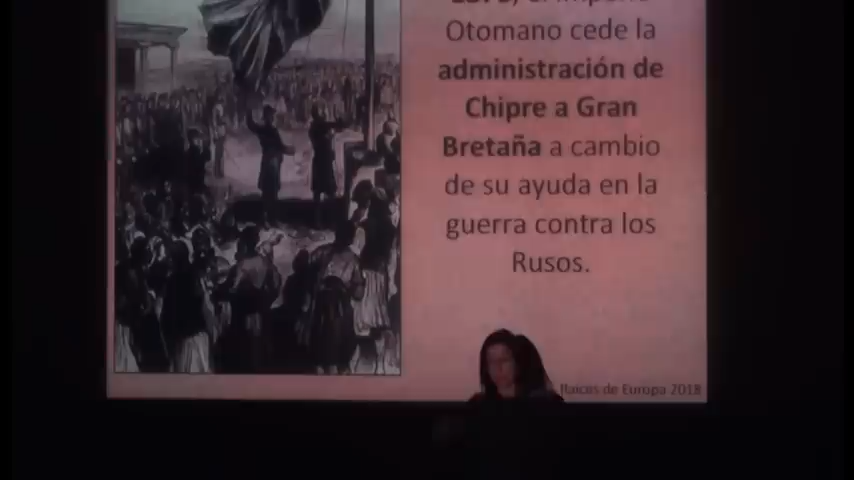 Otomano cede la
administración de
Chipre a Gran
Bretaña a cambio
de su ayuda en la
guerra contra los
Rusos.
de Europa 2018